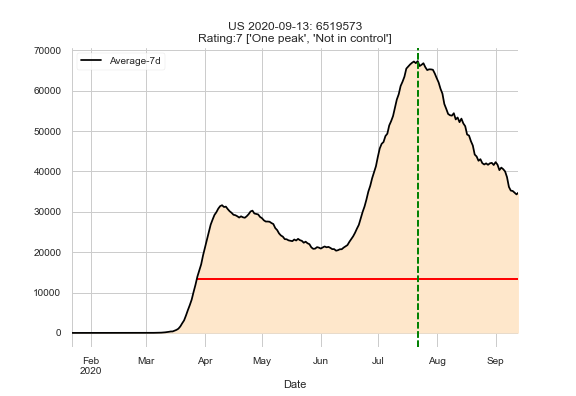 US 2020-09-13: 6519573
Rating:7 ['One peak', 'Not in control']
Average-7d
70000
60000
50000
40000
30000
20000
10000
0
Feb Mar Apr May Jun Jul Aug Sep
2020
Date